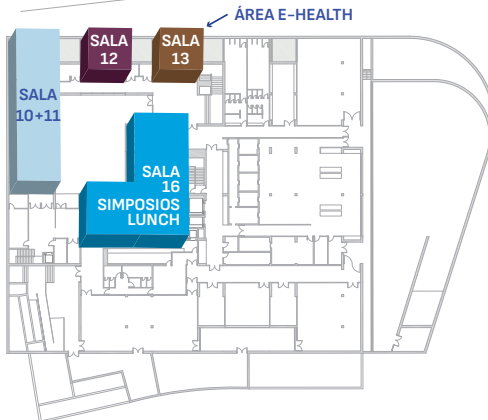 ÁREA E-HEALTH
SALA
12
SALA
13
SALA
10+11
SALA
16
SIMPOSIOS
LUNCH